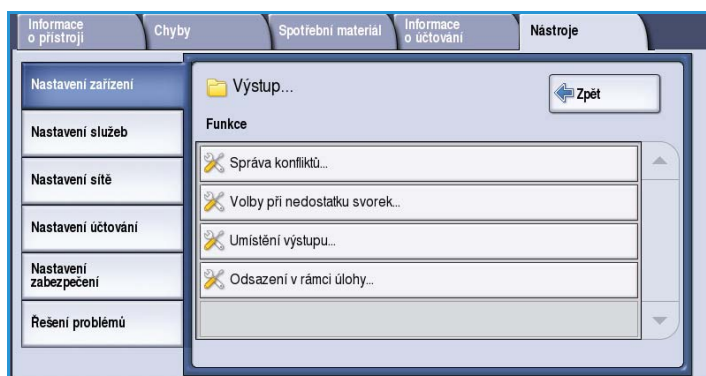 Informace
o přístroji
Chyby
Spotřební materiál
Informace
o účtování
Nástroje
Nastavení zařízení
Nastavení služeb
Nastavení sítě
Nastavení účtování
Nastavení
zabezpečení
Řešení problémů
Výstup...
Zpět
Funkce
Správa konfliktů...
Volby při nedostatku svorek...
Umístění výstupu...
Odsazení v rámci úlohy...